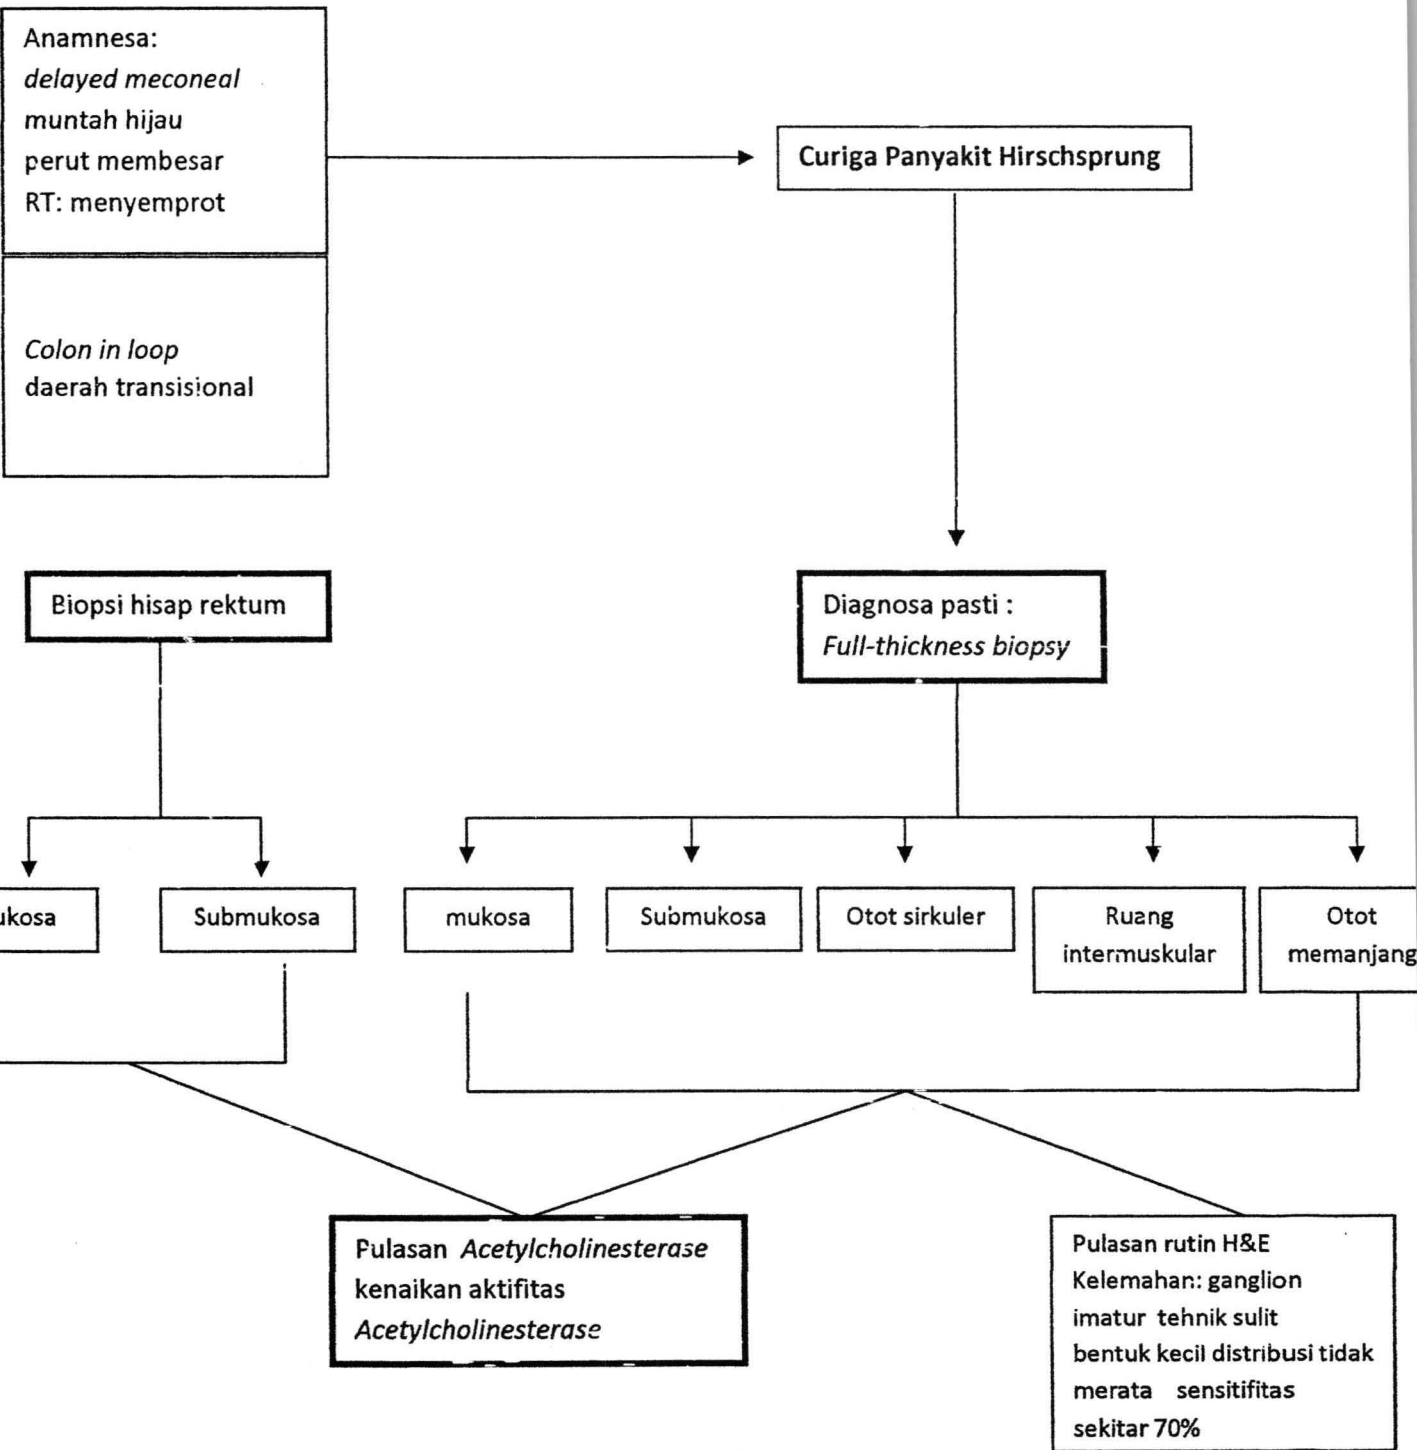 Anamnesa:
delayed meconeal
muntah hijau
perut membesar
RT: menyemprot
Curiga Panyakit Hirschsprung
Colon in loop
daerah transisional
Biopsi hisap rektum
Diagnosa pasti :
Full-thickness biopsy
ukosa
Submukosa
mukosa
Submukosa
Otot sirkuler
Ruang
intermuskular
Otot
memanjang
Pulasan Acetylcholinesterase
kenaikan aktifitas
Acetylcholinesterase
Pulasan rutin H&E
Kelemahan: ganglion
imatur tehnik sulit
bentuk kecil distribusi tidak
merata sensitifitas
sekitar 70%